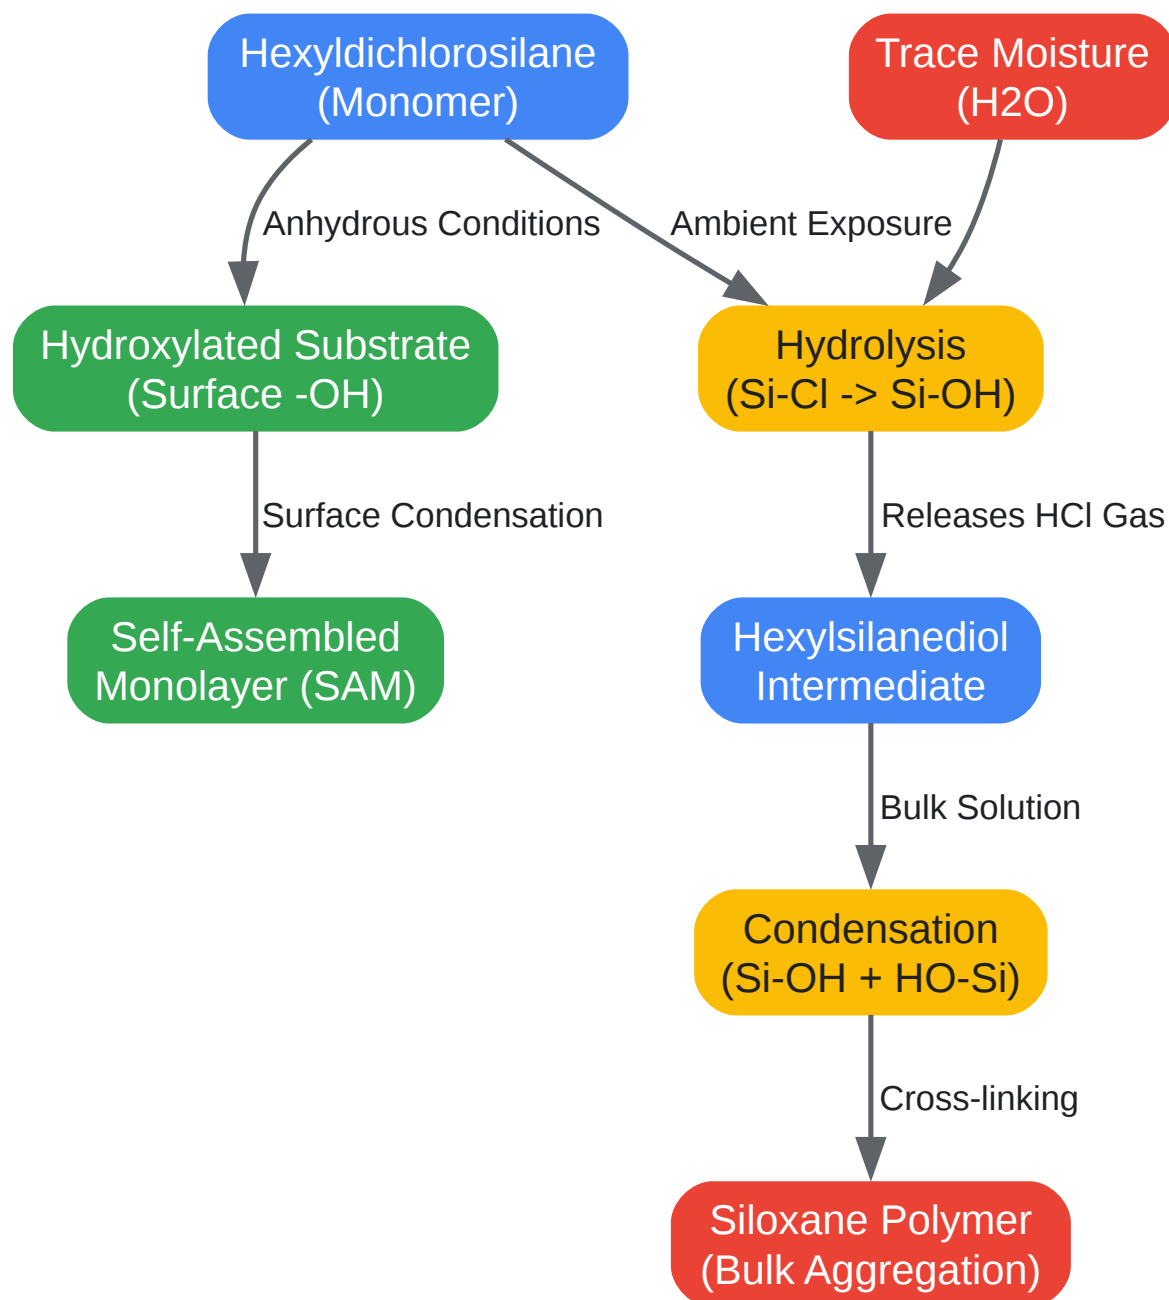 Hexyldichlorosilane
(Monomer)
Trace Moisture
(H2O)
Anhydrous Conditions
Ambient Exposure
Hydroxylated Substrate
(Surface -OH)
Hydrolysis
(Si-Cl -> Si-OH)
Surface Condensation
Releases HCl Gas
Self-Assembled
Monolayer (SAM)
Hexylsilanediol
Intermediate
Bulk Solution
Condensation
(Si-OH + HO-Si)
Cross-linking
Siloxane Polymer
(Bulk Aggregation)